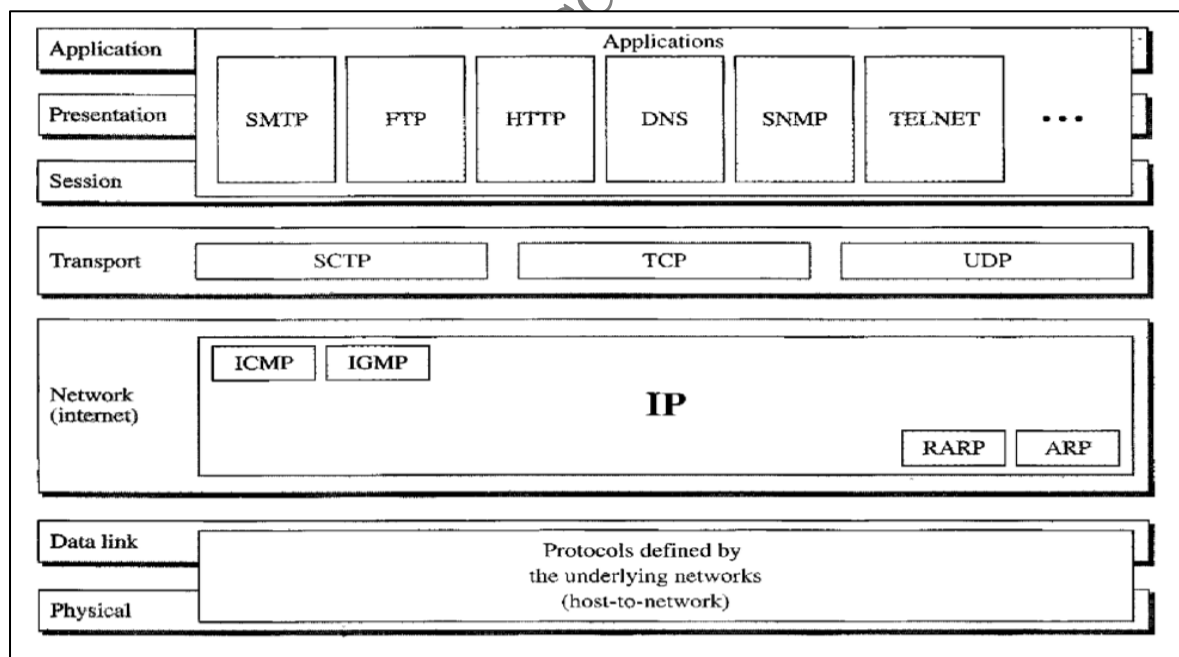 Application
Applications
Presentation
SMTP
FTP
HTTP
DNS
SNMP
TELNET
...
Session
Transport
SCTP
TCP
UDP
ICMP
IGMP
Network
(internet)
IP
RARP
ARP
Data link
Protocols defined by
the underlying networks
(host-to-network)
Physical